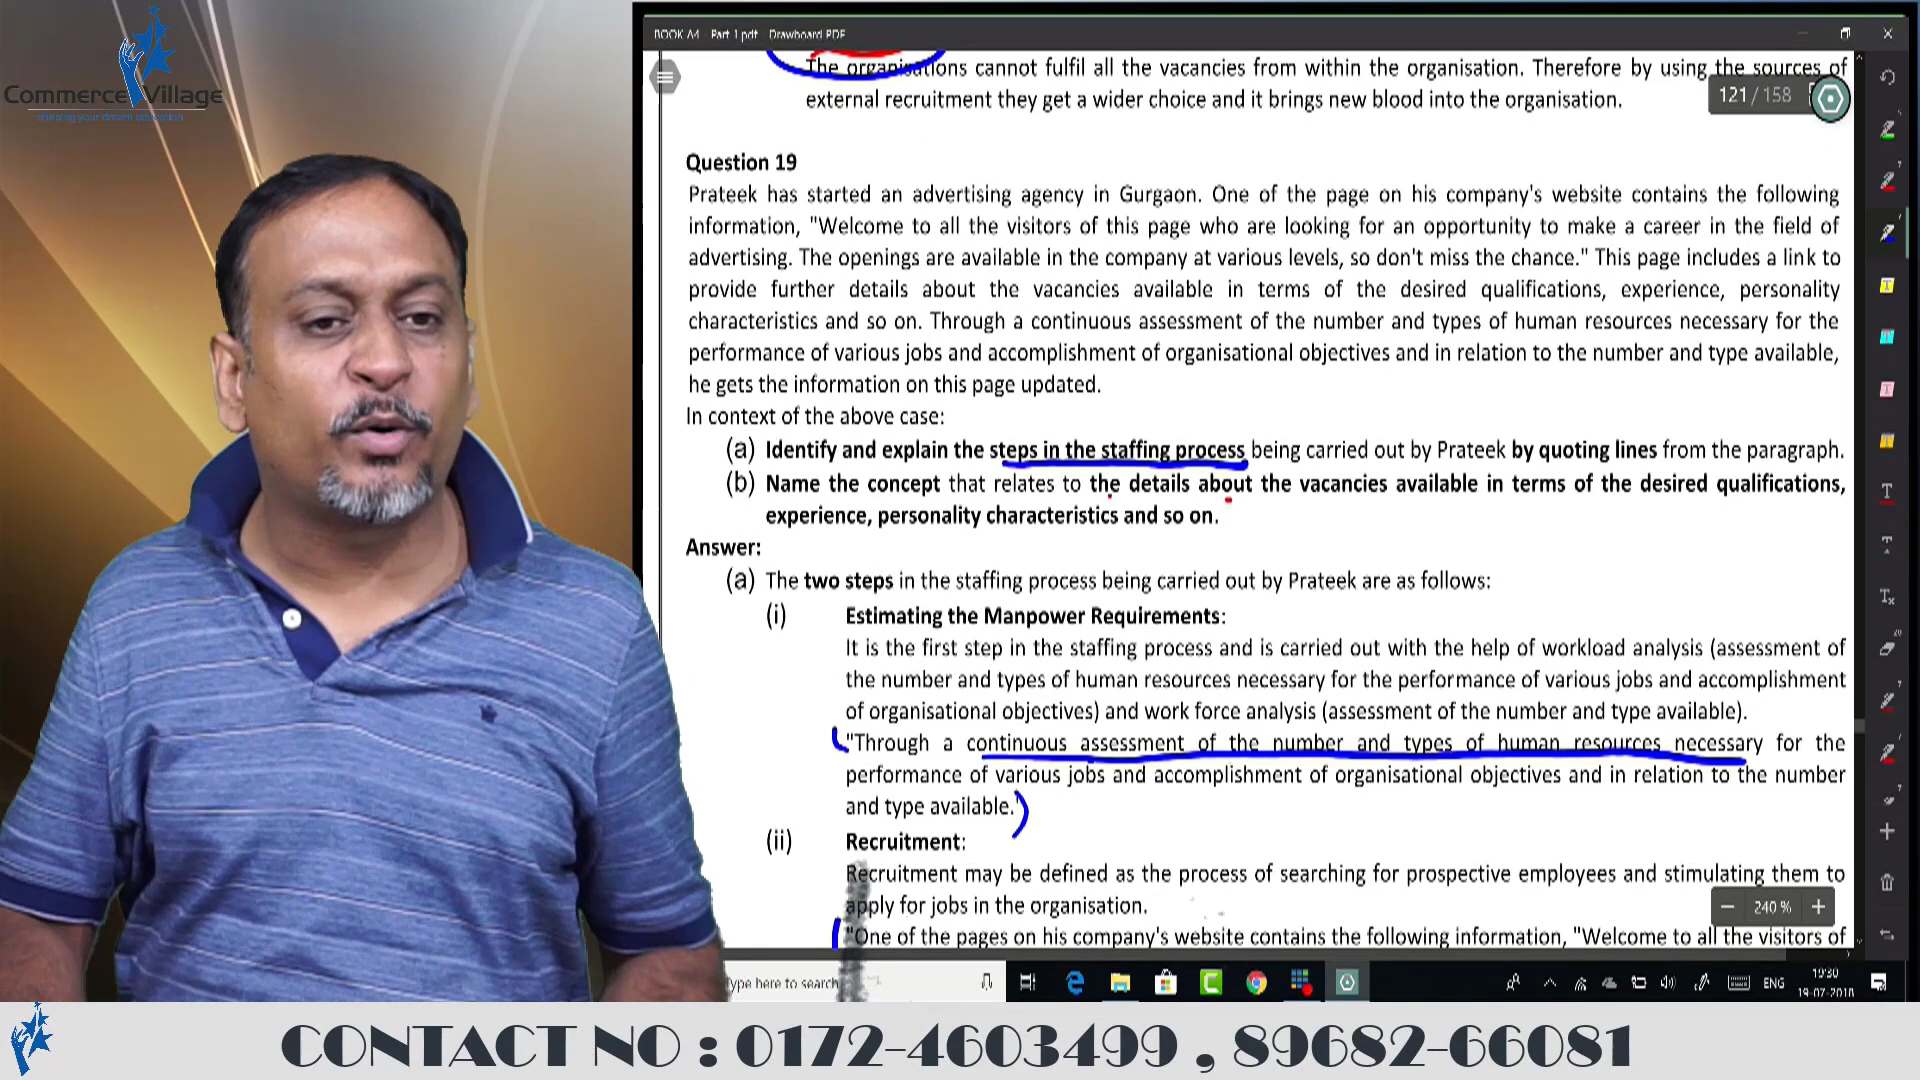 Commerce Village
BOOK A4 - Part 1.pdf - Drawboard PDF
The organisations cannot fulfil all the vacancies from within the organisation. Therefore by using the sources of
external recruitment they get a wider choice and it brings new blood into the organisation.
121 / 158
Question 19
Prateek has started an advertising agency in Gurgaon. One of the page on his company's website contains the following
information, "Welcome to all the visitors of this page who are looking for an opportunity to make a career in the field of
advertising. The openings are available in the company at various levels, so don't miss the chance." This page includes a link to
provide further details about the vacancies available in terms of the desired qualifications, experience, personality
characteristics and so on. Through a continuous assessment of the number and types of human resources necessary for the
performance of various jobs and accomplishment of organisational objectives and in relation to the number and type available,
he gets the information on this page updated.
In context of the above case:
(a) Identify and explain the steps in the staffing process being carried out by Prateek by quoting lines from the paragraph.
(b) Name the concept that relates to the details about the vacancies available in terms of the desired qualifications,
experience, personality characteristics and so on.
Answer:
(a) The two steps in the staffing process being carried out by Prateek are as follows:
(i) Estimating the Manpower Requirements:
It is the first step in the staffing process and is carried out with the help of workload analysis (assessment of
the number and types of human resources necessary for the performance of various jobs and accomplishment
of organisational objectives) and work force analysis (assessment of the number and type available).
"Through a continuous assessment of the number and types of human resources necessary for the
performance of various jobs and accomplishment of organisational objectives and in relation to the number
and type available."
(ii) Recruitment:
Recruitment may be defined as the process of searching for prospective employees and stimulating them to
apply for jobs in the organisation.
240 %
"One of the pages on his company's website contains the following information, "Welcome to all the visitors of
Type here to search
ENG
19:30
19-07-2018
CONTACT NO : 0172-4603499 , 89682-66081